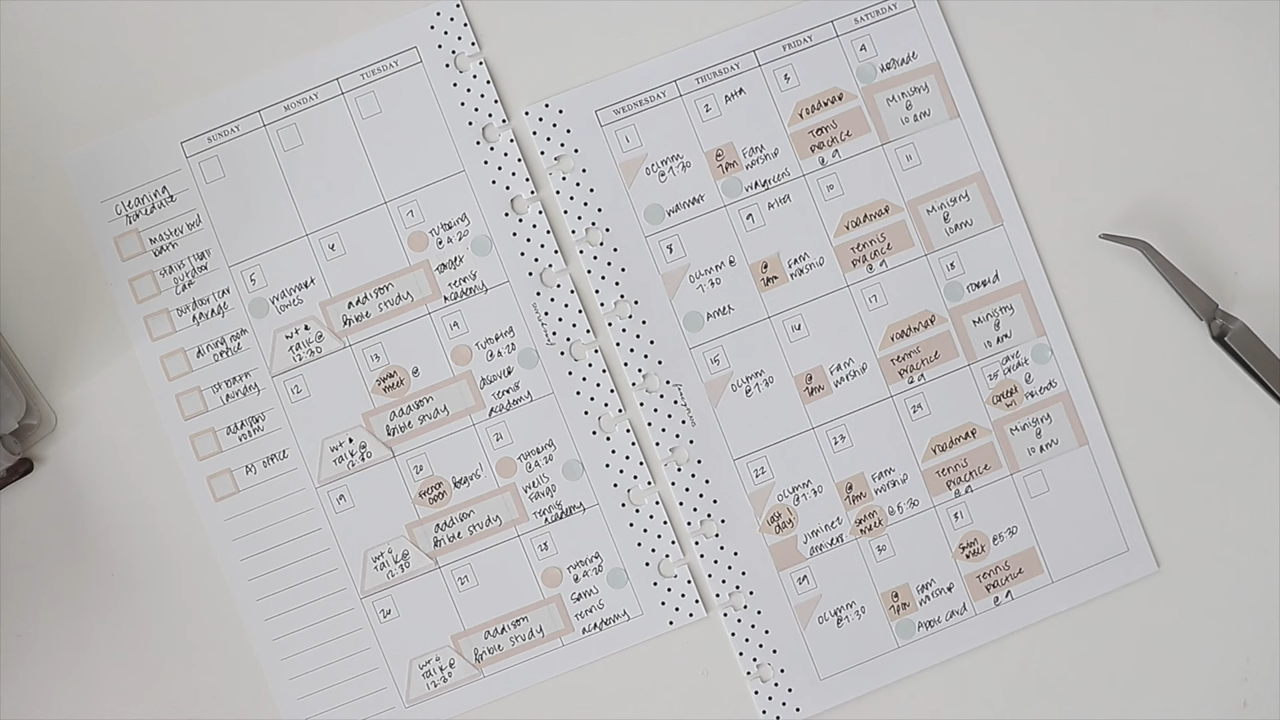 SUNDAY
MONDAY
TUESDAY
cleaning
schedule
master bed
bath
stairs / hair
outdoor
car
outdoor/car
garage
dining room
office
1st bath
laundry
addison's
room
AJ office
5
Walmart
Lowes
wt &
Talk @
12:30
6
addison
bible study
7
Tutoring
@ 4:20
Target
Tennis
Academy
12
wt &
Talk @
12:30
13
swim
meet
@
addison
bible study
14
Tutoring
@ 4:20
discover
Tennis
academy
19
wt &
Talk @
12:30
20
French
open
Begins!
addison
bible study
21
Tutoring
@ 4:20
Wells
Fargo
Tennis
academy
26
wt &
Talk @
12:30
27
addison
bible study
28
Tutoring
@ 4:20
Sams
Tennis
academy
WEDNESDAY
THURSDAY
FRIDAY
SATURDAY
1
OCLMM
@ 7:30
Walmart
2
Atta
@
7pm
Fam
worship
Walgreens
3
roadmap
Tennis
practice
@ 9
4
Upgrade
Ministry
@
10 am
8
OCLMM @
7:30
Amex
9
Atta
@
7pm
Fam
worship
10
roadmap
Tennis
practice
@ 9
11
Ministry
@
10am
15
OCLMM
@ 7:30
16
@
7pm
Fam
worship
17
roadmap
Tennis
practice
@ 9
18
Ministry
@
10 am
22
OCLMM
@ 7:30
last
day!
23
@
7pm
Fam
worship
swim
meet
@ 5:30
24
roadmap
Tennis
practice
@ 9
care
credit
25
@
w/
Friends
Ministry
@
10 am
29
OCLMM
@ 7:30
30
@
7pm
Fam
worship
Apple card
31
swim
meet
@ 5:30
Tennis
practice
@ 9